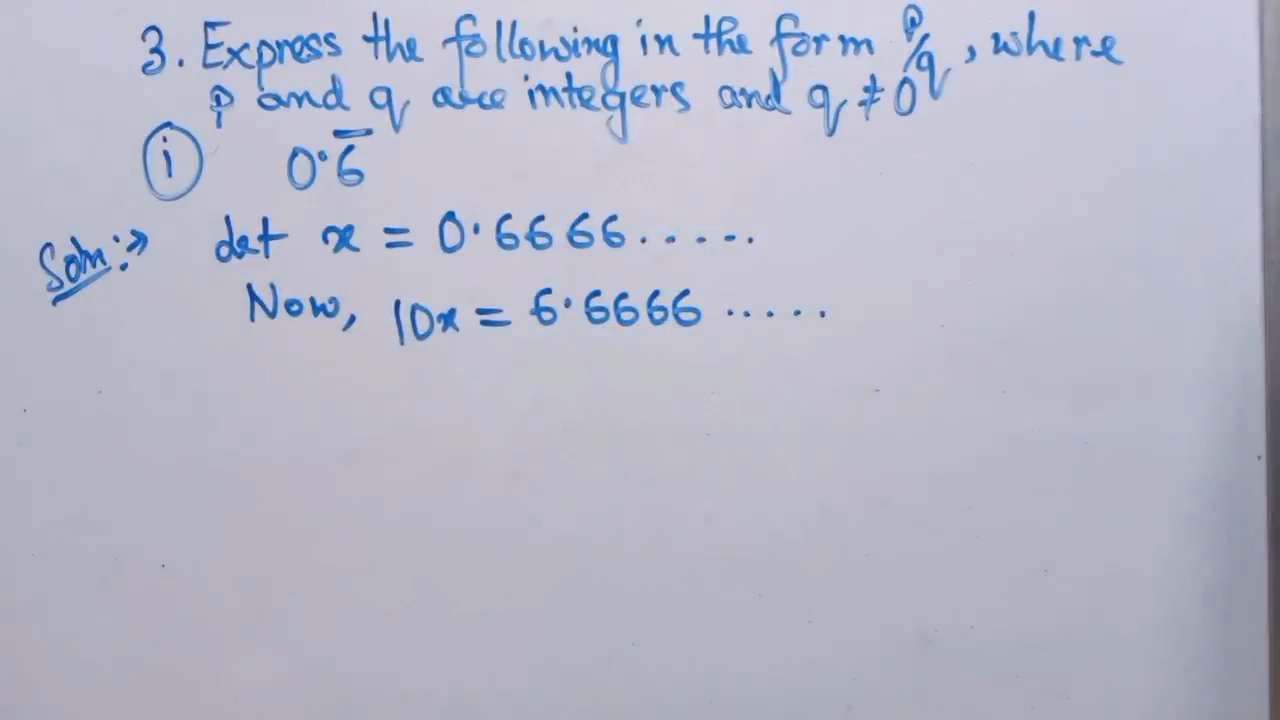 3. Express the following in the form p/q, where
p and q are integers and q ≠ 0
i 0.6̅
Soln:→ Let x = 0.6666.....
Now, 10x = 6.6666.....